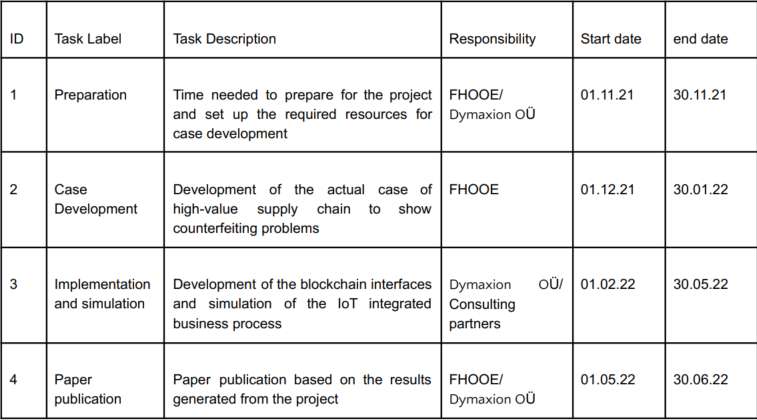 ID Task Label Task Description Responsibility Start date end date
1 Preparation Time needed to prepare for the project FHOOE/ 01.11.21 30.11.21
and set up the required resources for Dymaxion OÜ
case development
2 Case Development of the actual case of FHOOE 01.12.21 30.01.22
Development high-value supply chain to show
counterfeiting problems
3 Implementation Development of the blockchain interfaces Dymaxion OÜ/ 01.02.22 30.05.22
and simulation and simulation of the IoT integrated Consulting
business process partners
4 Paper Paper publication based on the results FHOOE/ 01.05.22 30.06.22
publication generated from the project Dymaxion OÜ